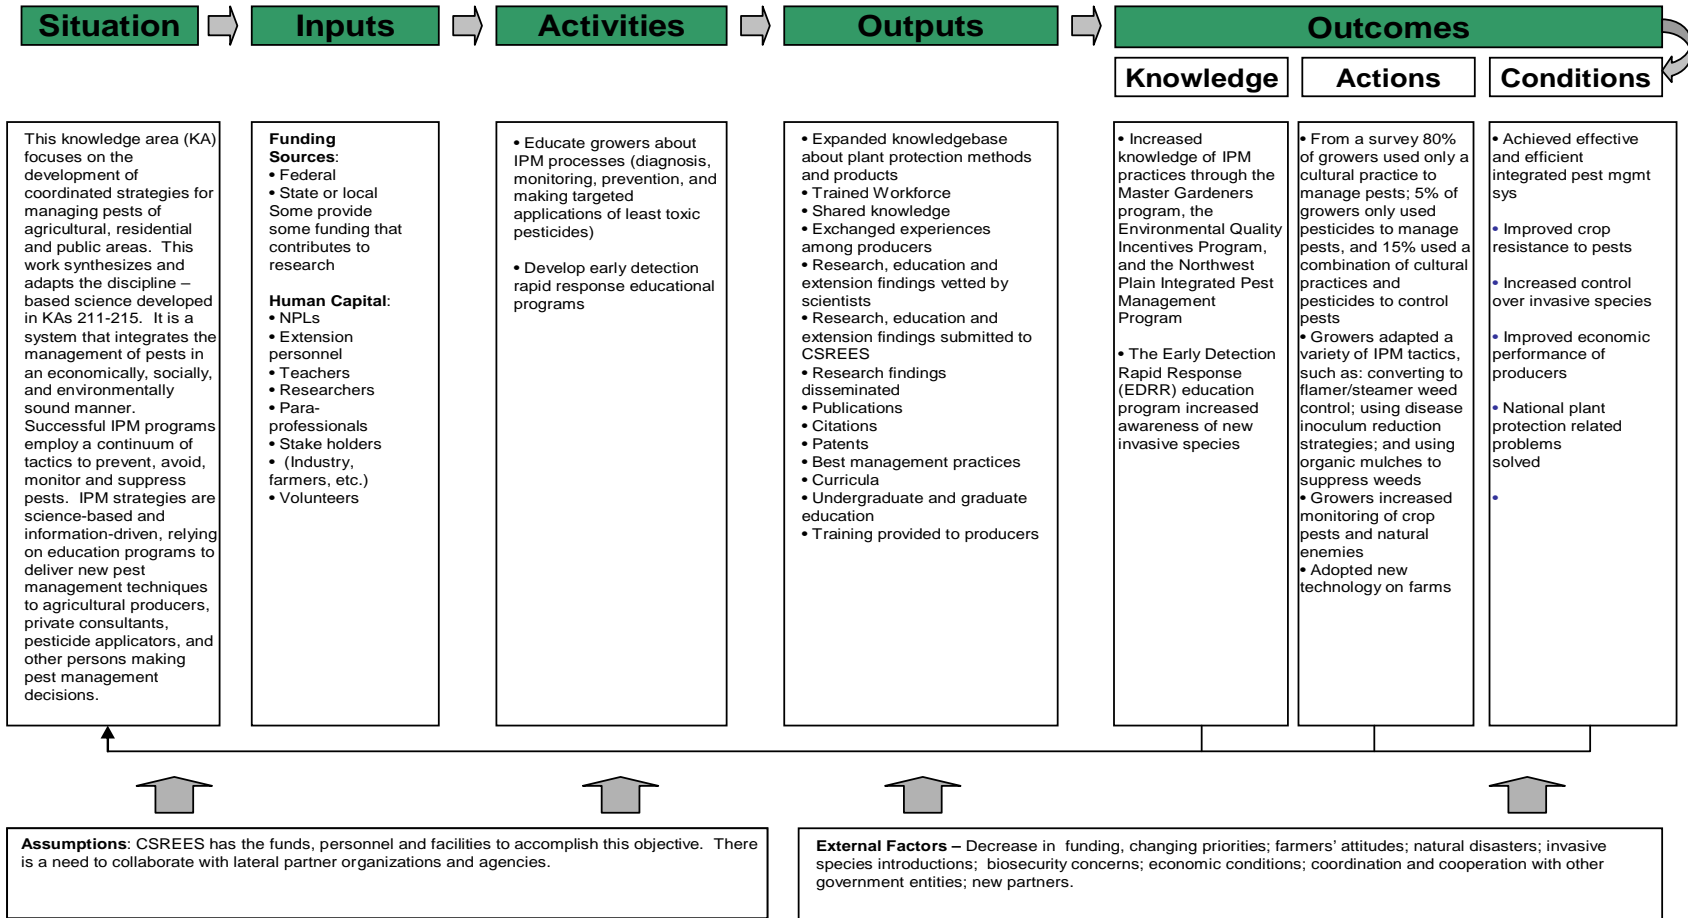 Situation
Inputs
Activities
Outputs
Outcomes
Knowledge
Actions
Conditions
This knowledge area (KA)
focuses on the
development of
coordinated strategies for
managing pests of
agricultural, residential
and public areas. This
work synthesizes and
adapts the discipline –
based science developed
in KAs 211-215. It is a
system that integrates the
management of pests in
an economically, socially,
and environmentally
sound manner.
Successful IPM programs
employ a continuum of
tactics to prevent, avoid,
monitor and suppress
pests. IPM strategies are
science-based and
information-driven, relying
on education programs to
deliver new pest
management techniques
to agricultural producers,
private consultants,
pesticide applicators, and
other persons making
pest management
decisions.
Funding
Sources:
• Federal
• State or local
Some provide
some funding that
contributes to
research
Human Capital:
• NPLs
• Extension
personnel
• Teachers
• Researchers
• Para-
professionals
• Stake holders
• (Industry,
farmers, etc.)
• Volunteers
• Educate growers about
IPM processes (diagnosis,
monitoring, prevention, and
making targeted
applications of least toxic
pesticides)
• Develop early detection
rapid response educational
programs
• Expanded knowledgebase
about plant protection methods
and products
• Trained Workforce
• Shared knowledge
• Exchanged experiences
among producers
• Research, education and
extension findings vetted by
scientists
• Research, education and
extension findings submitted to
CSREES
• Research findings
disseminated
• Publications
• Citations
• Patents
• Best management practices
• Curricula
• Undergraduate and graduate
education
• Training provided to producers
• Increased
knowledge of IPM
practices through the
Master Gardeners
program, the
Environmental Quality
Incentives Program,
and the Northwest
Plain Integrated Pest
Management
Program
• The Early Detection
Rapid Response
(EDRR) education
program increased
awareness of new
invasive species
• From a survey 80%
of growers used only a
cultural practice to
manage pests; 5% of
growers only used
pesticides to manage
pests, and 15% used a
combination of cultural
practices and
pesticides to control
pests
• Growers adapted a
variety of IPM tactics,
such as: converting to
flamer/steamer weed
control; using disease
inoculum reduction
strategies; and using
organic mulches to
suppress weeds
• Growers increased
monitoring of crop
pests and natural
enemies
• Adopted new
technology on farms
• Achieved effective
and efficient
integrated pest mgmt
sys
• Improved crop
resistance to pests
• Increased control
over invasive species
• Improved economic
performance of
producers
• National plant
protection related
problems
solved
•
Assumptions: CSREES has the funds, personnel and facilities to accomplish this objective. There
is a need to collaborate with lateral partner organizations and agencies.
External Factors – Decrease in funding, changing priorities; farmers’ attitudes; natural disasters; invasive
species introductions; biosecurity concerns; economic conditions; coordination and cooperation with other
government entities; new partners.